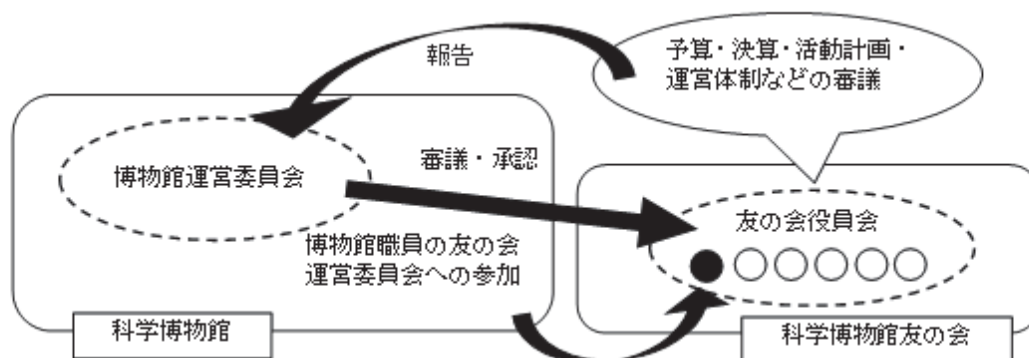 報告
予算・決算・活動計画・
運営体制などの審議
博物館運営委員会
審議・承認
友の会役員会
博物館職員の友の会
運営委員会への参加
科学博物館
科学博物館友の会